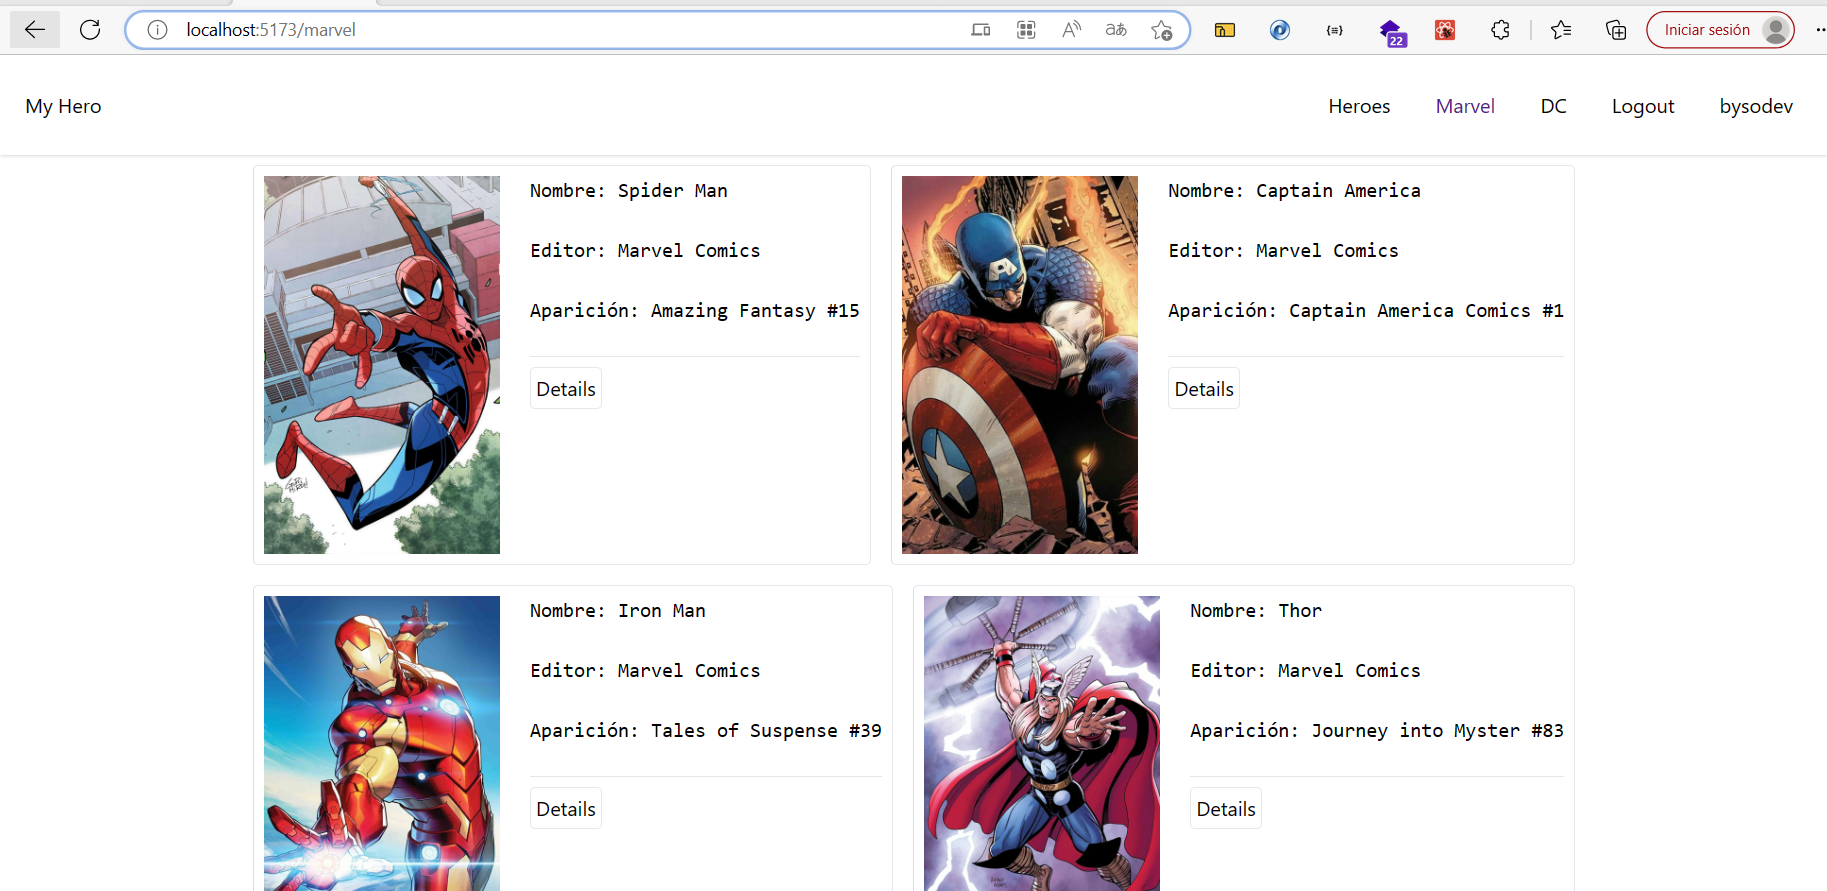 localhost:5173/marvel
aあ
22
Iniciar sesión
My Hero
Heroes
Marvel
DC
Logout
bysodev
Nombre: Spider Man
Editor: Marvel Comics
Aparición: Amazing Fantasy #15
Details
Nombre: Captain America
Editor: Marvel Comics
Aparición: Captain America Comics #1
Details
Nombre: Iron Man
Editor: Marvel Comics
Aparición: Tales of Suspense #39
Details
Nombre: Thor
Editor: Marvel Comics
Aparición: Journey into Myster #83
Details